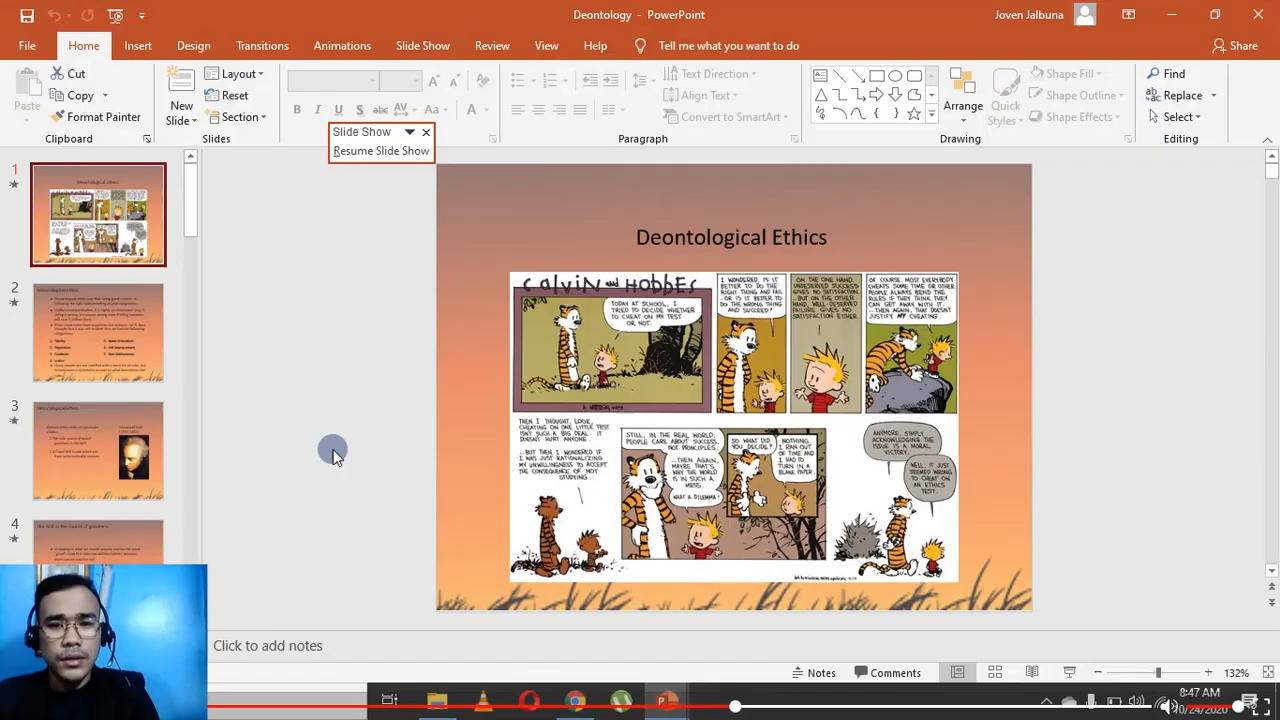 Deontology - PowerPoint
Joven Jalbuna
File Home Insert Design Transitions Animations Slide Show Review View Help Tell me what you want to do Share
Paste
Cut
Copy
Format Painter
Clipboard
New
Slide
Layout
Reset
Section
Slides
Slide Show
Resume Slide Show
Text Direction
Align Text
Convert to SmartArt
Paragraph
Arrange
Quick
Styles
Shape Fill
Shape Outline
Shape Effects
Drawing
Find
Replace
Select
Editing
1
2
3
4
Deontological Ethics
calvin and HOBBES
TODAY AT SCHOOL, I
TRIED TO DECIDE WHETHER
TO CHEAT ON MY TEST
OR NOT.
I WONDERED, IS IT
BETTER TO DO THE
RIGHT THING AND FAIL
...OR IS IT BETTER TO
DO THE WRONG
THING AND SUCCEED?
ON THE ONE HAND,
UNDESERVED SUCCESS
GIVES NO SATISFACTION.
...BUT ON THE OTHER
HAND, WELL-DESERVED
FAILURE GIVES NO
SATISFACTION EITHER.
OF COURSE, MOST EVERYBODY
CHEATS SOME TIME OR OTHER.
PEOPLE ALWAYS BEND THE
RULES IF THEY THINK THEY
CAN GET AWAY WITH IT.
...THEN AGAIN, THAT DOESN'T
JUSTIFY MY CHEATING.
THEN I THOUGHT, LOOK,
CHEATING ON ONE LITTLE TEST
ISN'T SUCH A BIG DEAL. IT
DOESN'T HURT ANYONE.
...BUT THEN I WONDERED IF
I WAS JUST RATIONALIZING
MY UNWILLINGNESS TO ACCEPT
THE CONSEQUENCE OF NOT
STUDYING.
STILL, IN THE REAL WORLD,
PEOPLE CARE ABOUT SUCCESS,
NOT PRINCIPLES.
...THEN AGAIN,
MAYBE THAT'S
WHY THE WORLD
IS IN SUCH A
MESS.
WHAT A DILEMMA!
SO WHAT DID
YOU DECIDE?
NOTHING.
I RAN OUT
OF TIME AND
I HAD TO
TURN IN A
BLANK PAPER.
ANYMORE, SIMPLY
ACKNOWLEDGING
THE ISSUE IS A MORAL
VICTORY.
WELL, IT JUST
SEEMED WRONG
TO CHEAT ON
AN ETHICS
TEST.
Click to add notes
Notes
Comments
132%
8:47 AM
10/24/2020